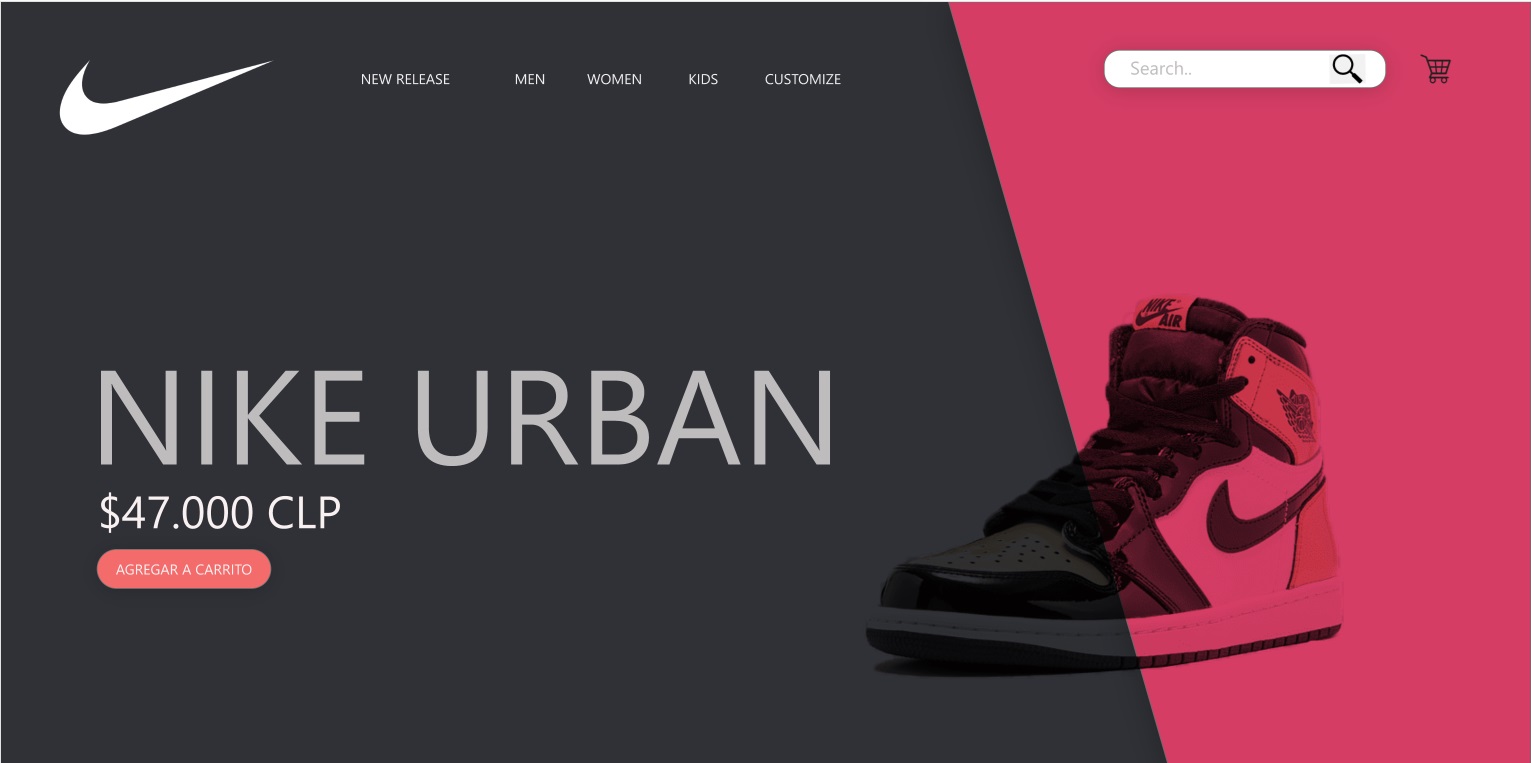 NEW RELEASE MEN WOMEN KIDS CUSTOMIZE
Search..
NIKE
AIR
NIKE URBAN
$47.000 CLP
AGREGAR A CARRITO